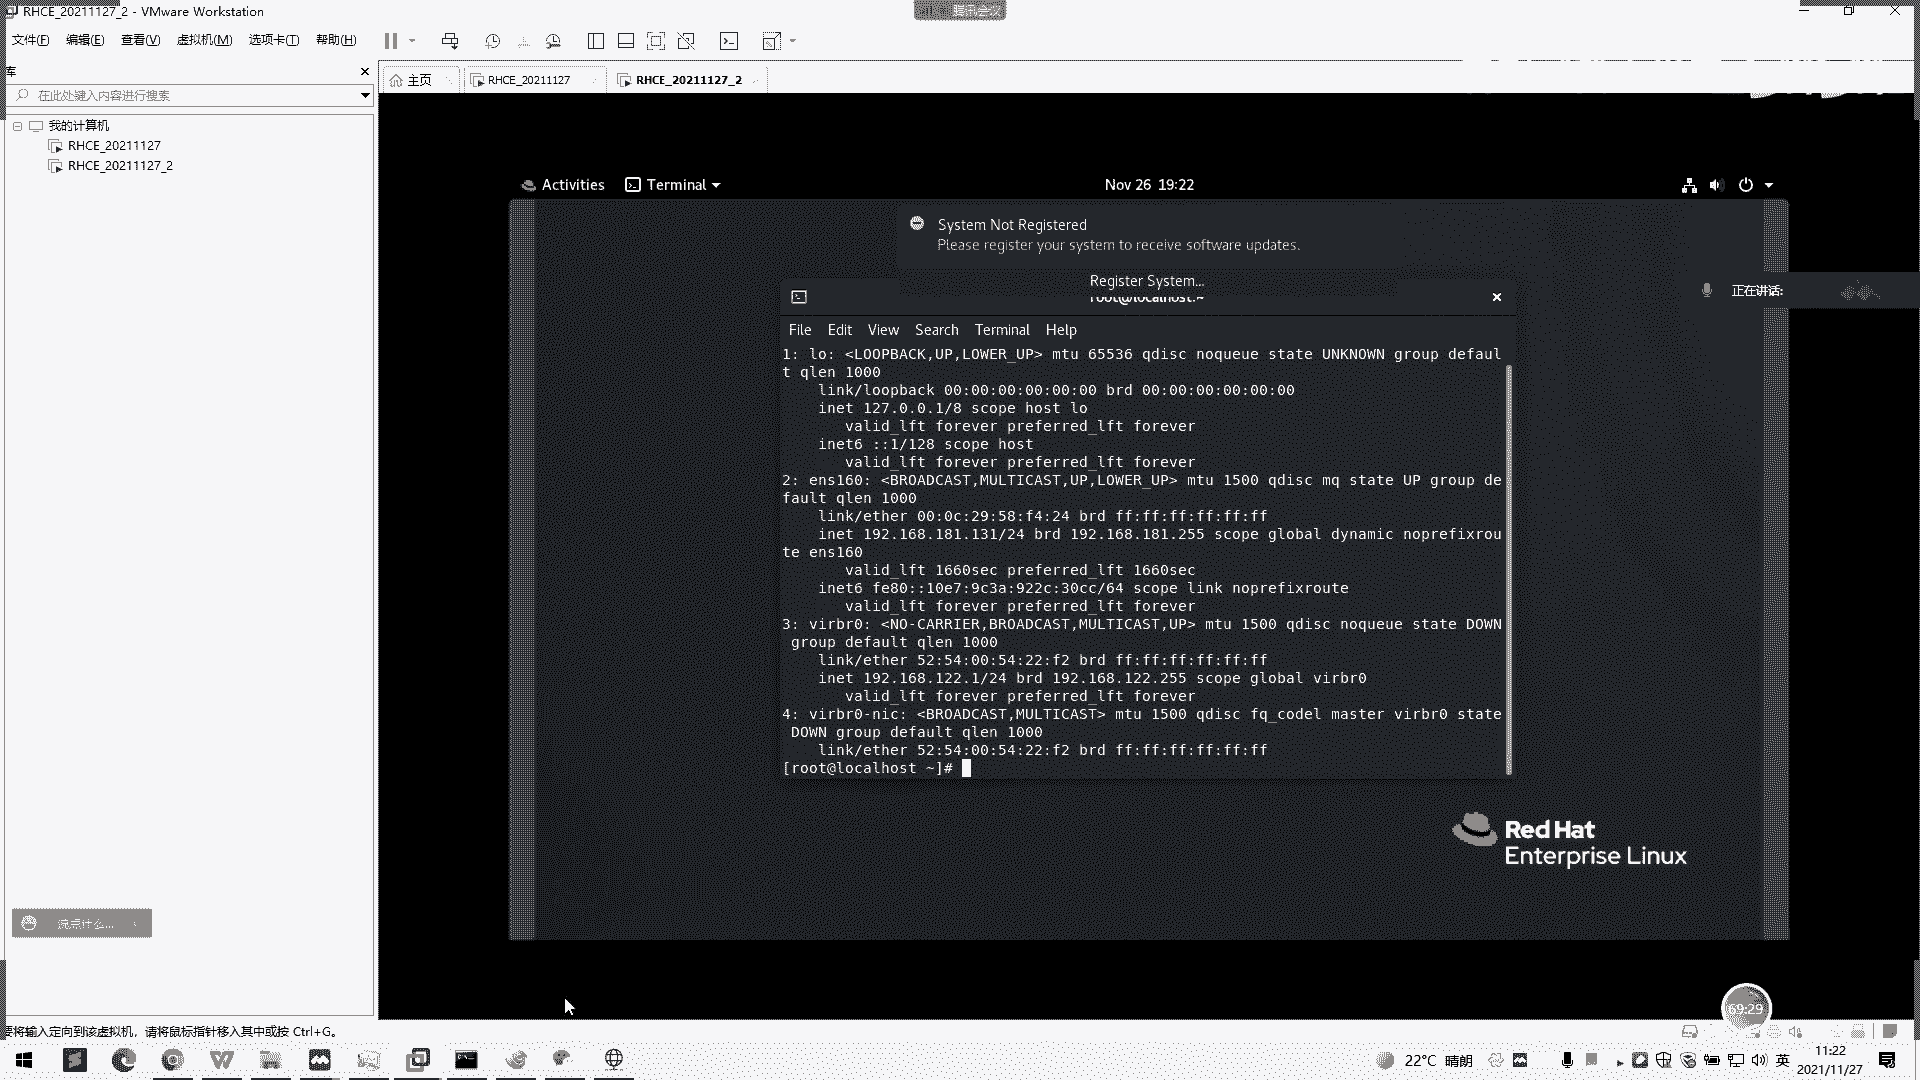 RHCE_20211127_2 - VMware Workstation
腾讯会议
文件(F) 编辑(E) 查看(V) 虚拟机(M) 选项卡(T) 帮助(H)
库
在此处键入内容进行搜索
主页 RHCE_20211127 RHCE_20211127_2
我的计算机
RHCE_20211127
RHCE_20211127_2
Activities Terminal Nov 26 19:22
System Not Registered
Please register your system to receive software updates.
Register System...
root@localhost:~
正在讲话:
File Edit View Search Terminal Help
1: lo: <LOOPBACK,UP,LOWER_UP> mtu 65536 qdisc noqueue state UNKNOWN group defaul
t qlen 1000
link/loopback 00:00:00:00:00:00 brd 00:00:00:00:00:00
inet 127.0.0.1/8 scope host lo
valid_lft forever preferred_lft forever
inet6 ::1/128 scope host
valid_lft forever preferred_lft forever
2: ens160: <BROADCAST,MULTICAST,UP,LOWER_UP> mtu 1500 qdisc mq state UP group de
fault qlen 1000
link/ether 00:0c:29:58:f4:24 brd ff:ff:ff:ff:ff:ff
inet 192.168.181.131/24 brd 192.168.181.255 scope global dynamic noprefixrou
te ens160
valid_lft 1660sec preferred_lft 1660sec
inet6 fe80::10e7:9c3a:922c:30cc/64 scope link noprefixroute
valid_lft forever preferred_lft forever
3: virbr0: <NO-CARRIER,BROADCAST,MULTICAST,UP> mtu 1500 qdisc noqueue state DOWN
group default qlen 1000
link/ether 52:54:00:54:22:f2 brd ff:ff:ff:ff:ff:ff
inet 192.168.122.1/24 brd 192.168.122.255 scope global virbr0
valid_lft forever preferred_lft forever
4: virbr0-nic: <BROADCAST,MULTICAST> mtu 1500 qdisc fq_codel master virbr0 state
DOWN group default qlen 1000
link/ether 52:54:00:54:22:f2 brd ff:ff:ff:ff:ff:ff
[root@localhost ~]#
Red Hat
Enterprise Linux
说点什么...
69:29
要将输入定向到该虚拟机，请将鼠标指针移入其中或按 Ctrl+G。
22°C 晴朗 英 11:22
2021/11/27